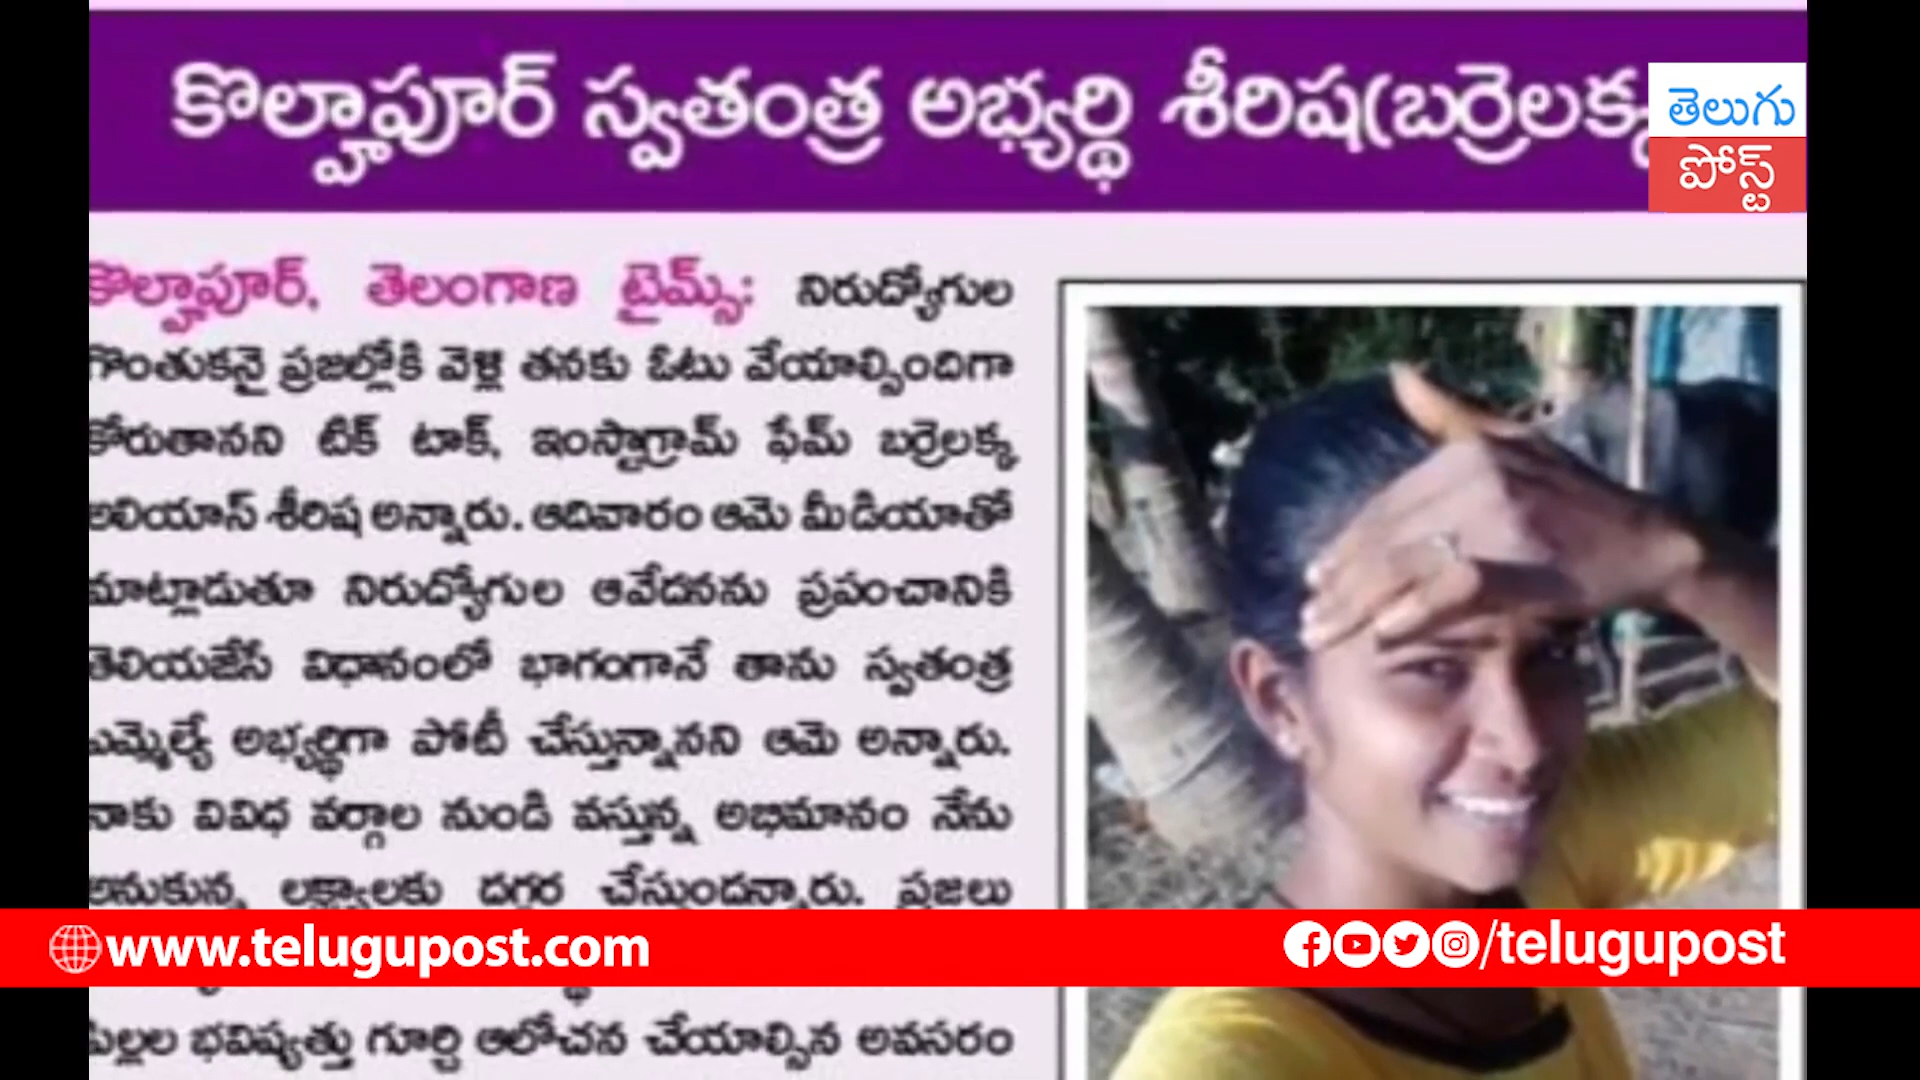 కొల్హాపూర్ స్వతంత్ర అభ్యర్థి శీరిష(బర్రెలక్క
తెలుగు
పోస్ట్
కొల్హాపూర్, తెలంగాణ టైమ్స్: నిరుద్యోగుల
గొంతుకనై ప్రజల్లోకి వెళ్లి తనకు ఓటు వేయాల్సిందిగా
కోరుతానని టిక్ టాక్, ఇంస్టాగ్రామ్ ఫేమ్ బర్రెలక్క
అలియాస్ శీరిష అన్నారు. ఆదివారం ఆమె మీడియాతో
మాట్లాడుతూ నిరుద్యోగుల ఆవేదనను ప్రపంచానికి
తెలియజేసే విధానంలో భాగంగానే తాను స్వతంత్ర
ఎమ్మెల్యే అభ్యర్థిగా పోటీ చేస్తున్నానని ఆమె అన్నారు.
నాకు వివిధ వర్గాల నుండి వస్తున్న అభిమానం నేను
అనుకున్న లక్ష్యాలకు దగ్గర చేస్తుందన్నారు. ప్రజలు
www.telugupost.com
/telugupost
పిల్లల భవిష్యత్తు గూర్చి ఆలోచన చేయాల్సిన అవసరం